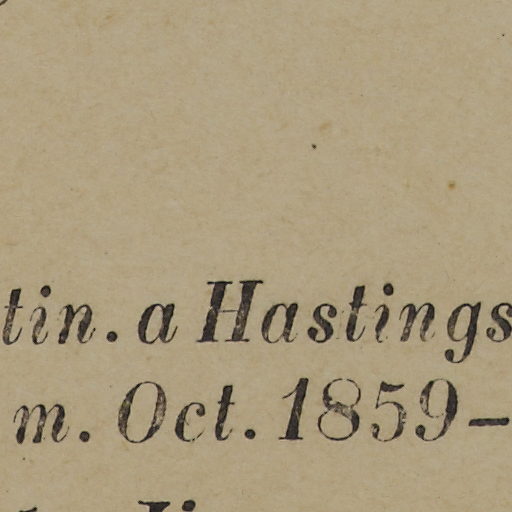 tin. a Hastings
m. Oct. 1859-